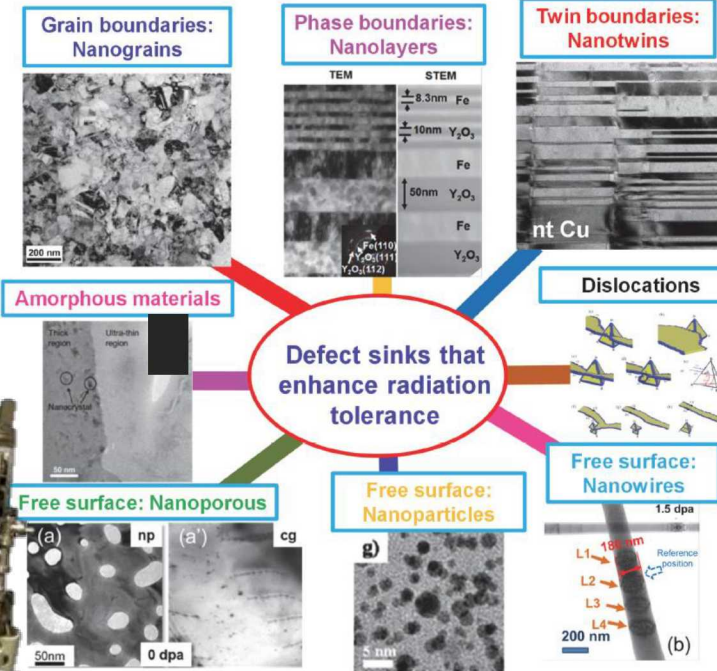 Grain boundaries:
Nanograins
200 nm
Phase boundaries:
Nanolayers
TEM
STEM
8.3nm Fe
10nm Y₂O₃
Fe
50nm Y₂O₃
Fe
Y₂O₃
Fe(110)
Y₂O₃(111)
Y₂O₃(112)
Twin boundaries:
Nanotwins
nt Cu
Amorphous materials
Thick
region
Ultra-thin
region
Nanocrystal
50 nm
Defect sinks that
enhance radiation
tolerance
Dislocations
Free surface: Nanoporous
(a)
np
(a')
cg
50nm
0 dpa
Free surface:
Nanoparticles
g)
5 nm
Free surface:
Nanowires
1.5 dpa
L1
L2
L3
L4
Reference
position
200 nm
(b)